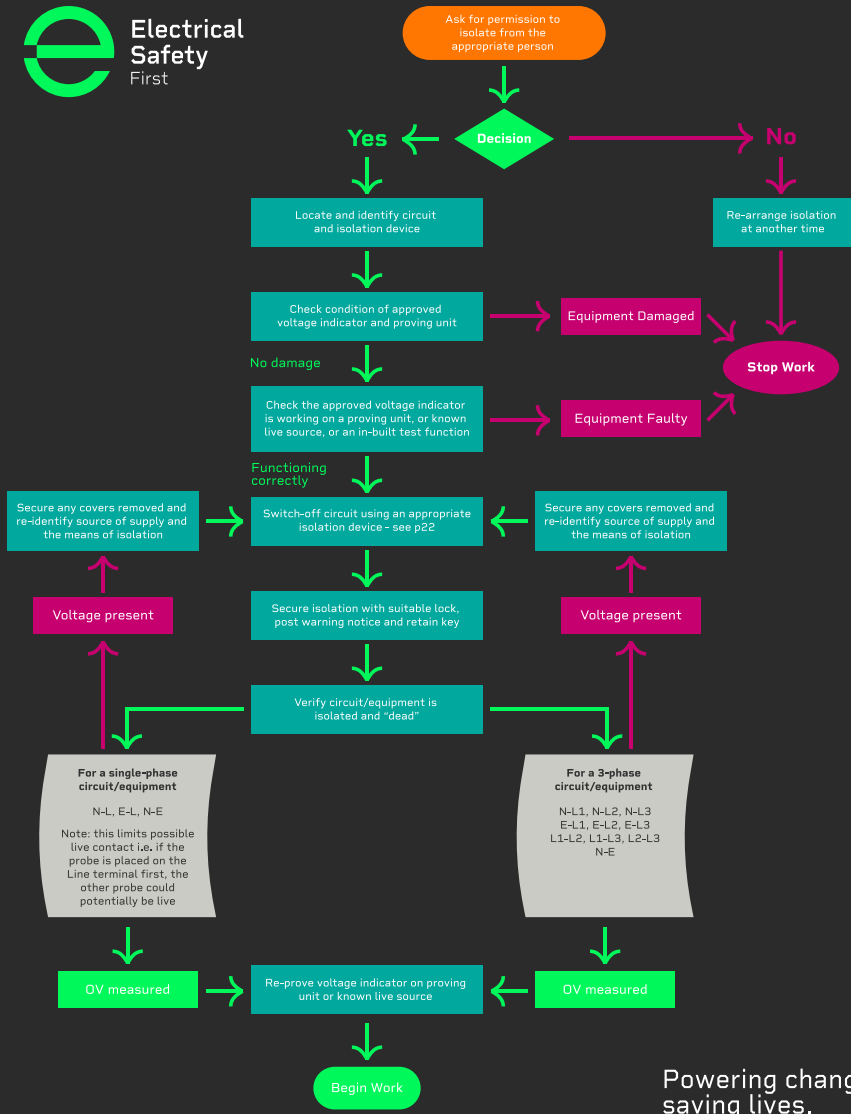 Electrical
Safety
First
Ask for permission to
isolate from the
appropriate person
Decision
Yes
No
Locate and identify circuit
and isolation device
Re-arrange isolation
at another time
Check condition of approved
voltage indicator and proving unit
Equipment Damaged
Stop Work
No damage
Check the approved voltage indicator
is working on a proving unit, or known
live source, or an in-built test function
Equipment Faulty
Functioning
correctly
Secure any covers removed and
re-identify source of supply and
the means of isolation
Switch-off circuit using an appropriate
isolation device - see p22
Secure any covers removed and
re-identify source of supply and
the means of isolation
Voltage present
Secure isolation with suitable lock,
post warning notice and retain key
Voltage present
Verify circuit/equipment is
isolated and “dead”
For a single-phase
circuit/equipment
N-L, E-L, N-E
Note: this limits possible
live contact i.e. if the
probe is placed on the
Line terminal first, the
other probe could
potentially be live
For a 3-phase
circuit/equipment
N-L1, N-L2, N-L3
E-L1, E-L2, E-L3
L1-L2, L1-L3, L2-L3
N-E
OV measured
Re-prove voltage indicator on proving
unit or known live source
OV measured
Begin Work
Powering chang
saving lives.